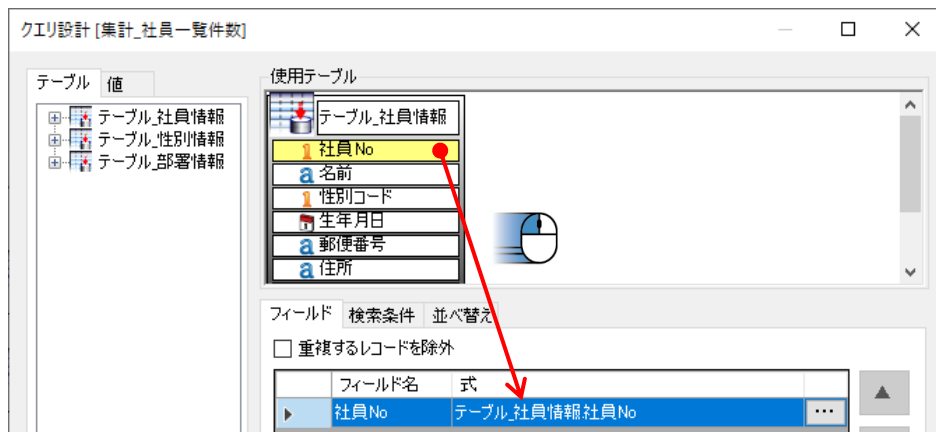 クエリ設計 [集計_社員一覧件数]
テーブル 値
テーブル_社員情報
テーブル_性別情報
テーブル_部署情報
使用テーブル
テーブル_社員情報
社員No
名前
性別コード
生年月日
郵便番号
住所
フィールド 検索条件 並べ替え
重複するレコードを除外
フィールド名 式
社員No テーブル_社員情報.社員No ...